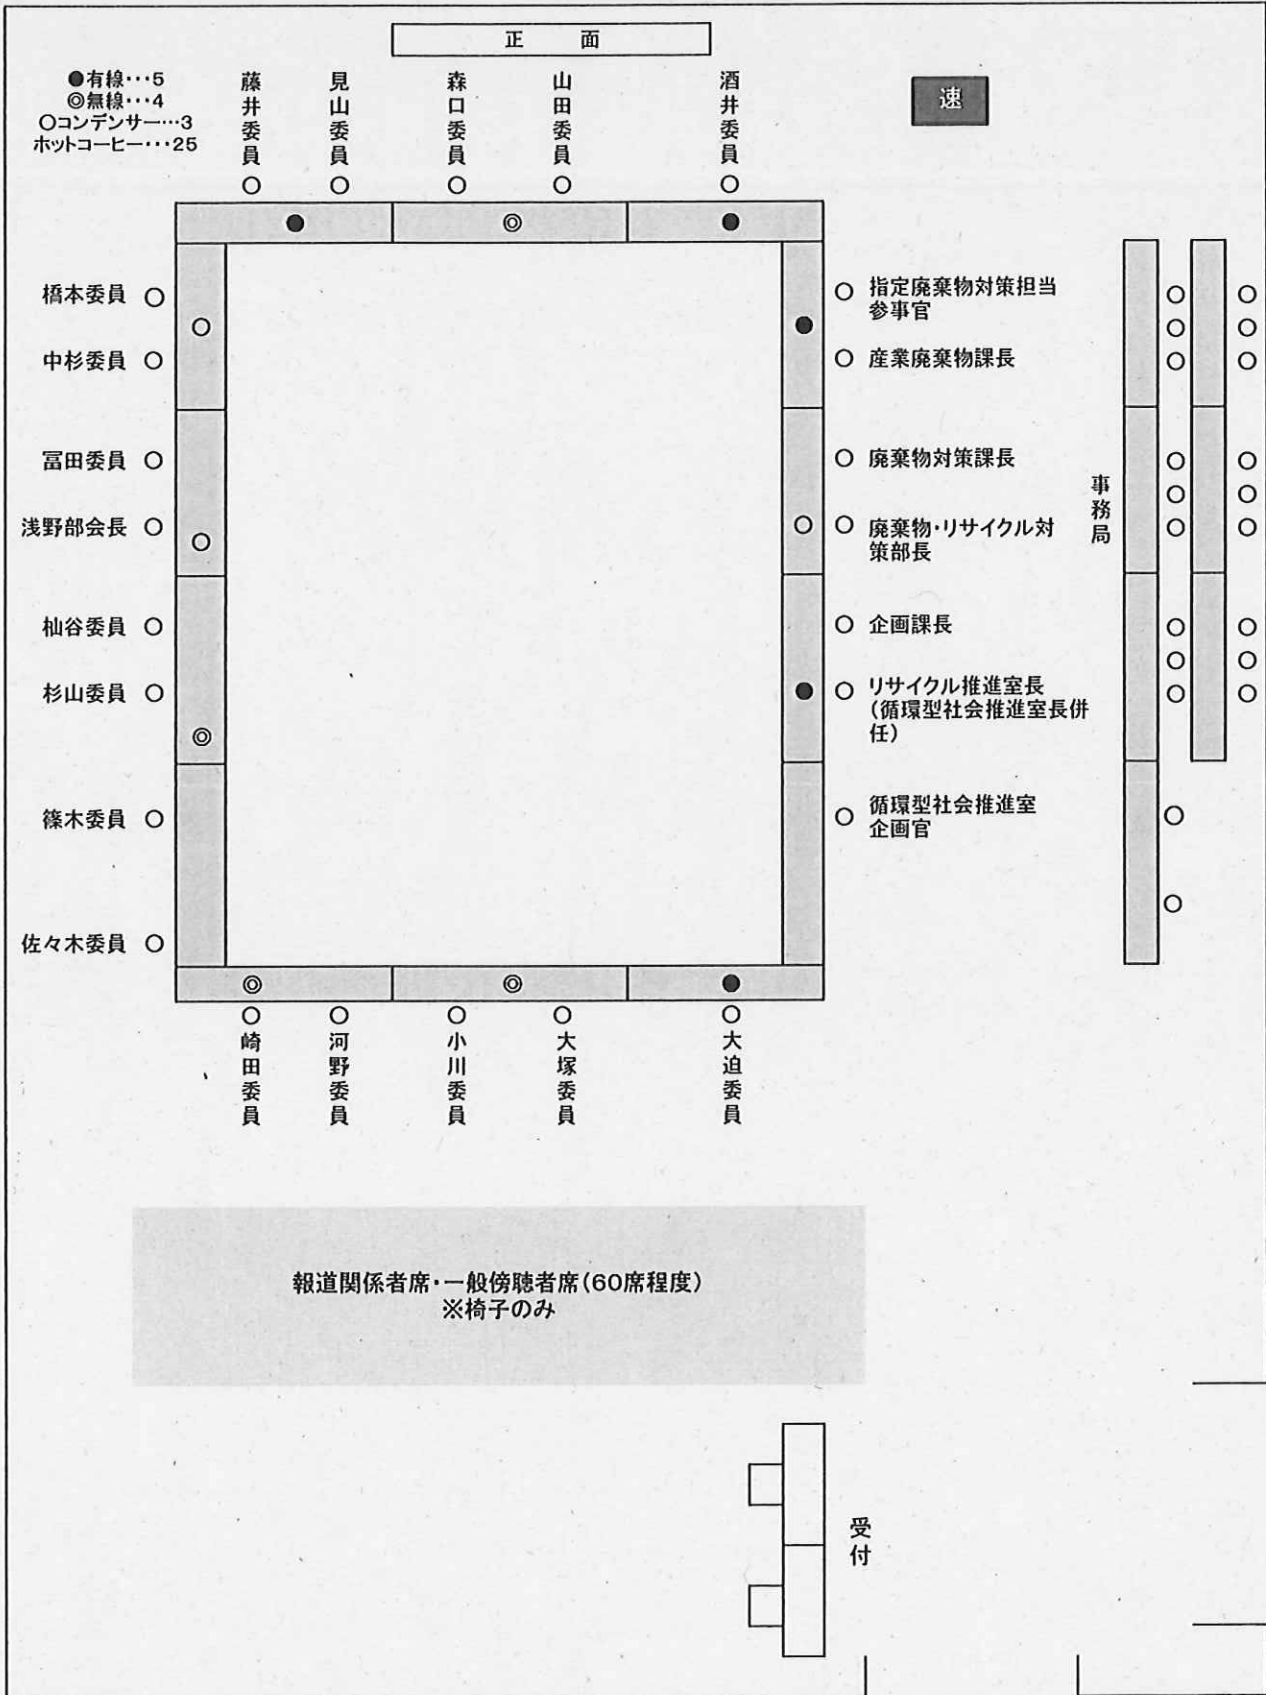 正 面
●有線･･･5
◎無線･･･4
○コンデンサー･･･3
ホットコーヒー･･･25
藤井委員
見山委員
森口委員
山田委員
酒井委員
速
橋本委員
中杉委員
冨田委員
浅野部会長
杣谷委員
杉山委員
篠木委員
佐々木委員
指定廃棄物対策担当
参事官
産業廃棄物課長
廃棄物対策課長
廃棄物･リサイクル対
策部長
企画課長
リサイクル推進室長
(循環型社会推進室長併
任)
循環型社会推進室
企画官
事務局
崎田委員
河野委員
小川委員
大塚委員
大迫委員
報道関係者席･一般傍聴者席(60席程度)
※椅子のみ
受付